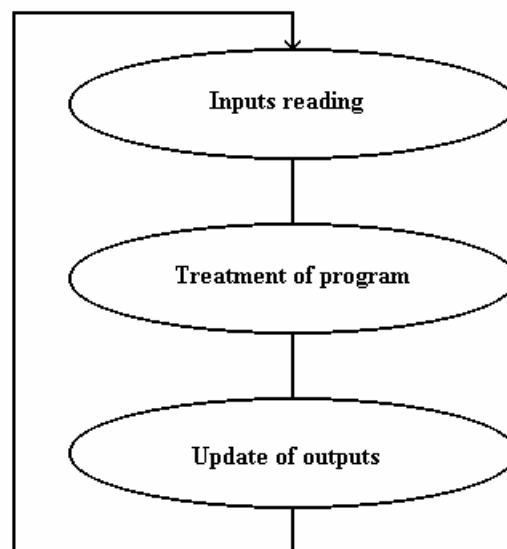 Inputs reading
Treatment of program
Update of outputs